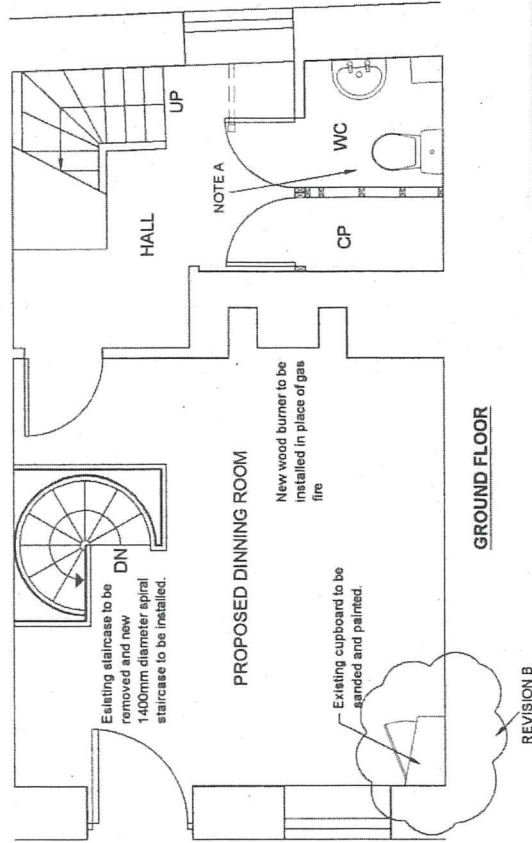 UP
HALL
NOTE A
WC
CP
DN
Esisting staircase to be
removed and new
1400mm diameter spiral
staircase to be installed.
PROPOSED DINNING ROOM
New wood burner to be
installed in place of gas
fire
Existing cupboard to be
sanded and painted.
REVISION B
GROUND FLOOR